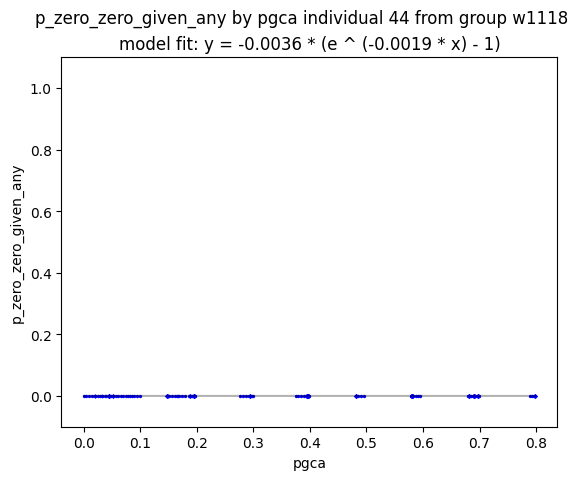 p_zero_zero_given_any by pgca individual 44 from group w1118
model fit: y = -0.0036 * (e ^ (-0.0019 * x) - 1)
1.0
0.8
0.6
0.4
0.2
0.0
p_zero_zero_given_any
0.0 0.1 0.2 0.3 0.4 0.5 0.6 0.7 0.8
pgca